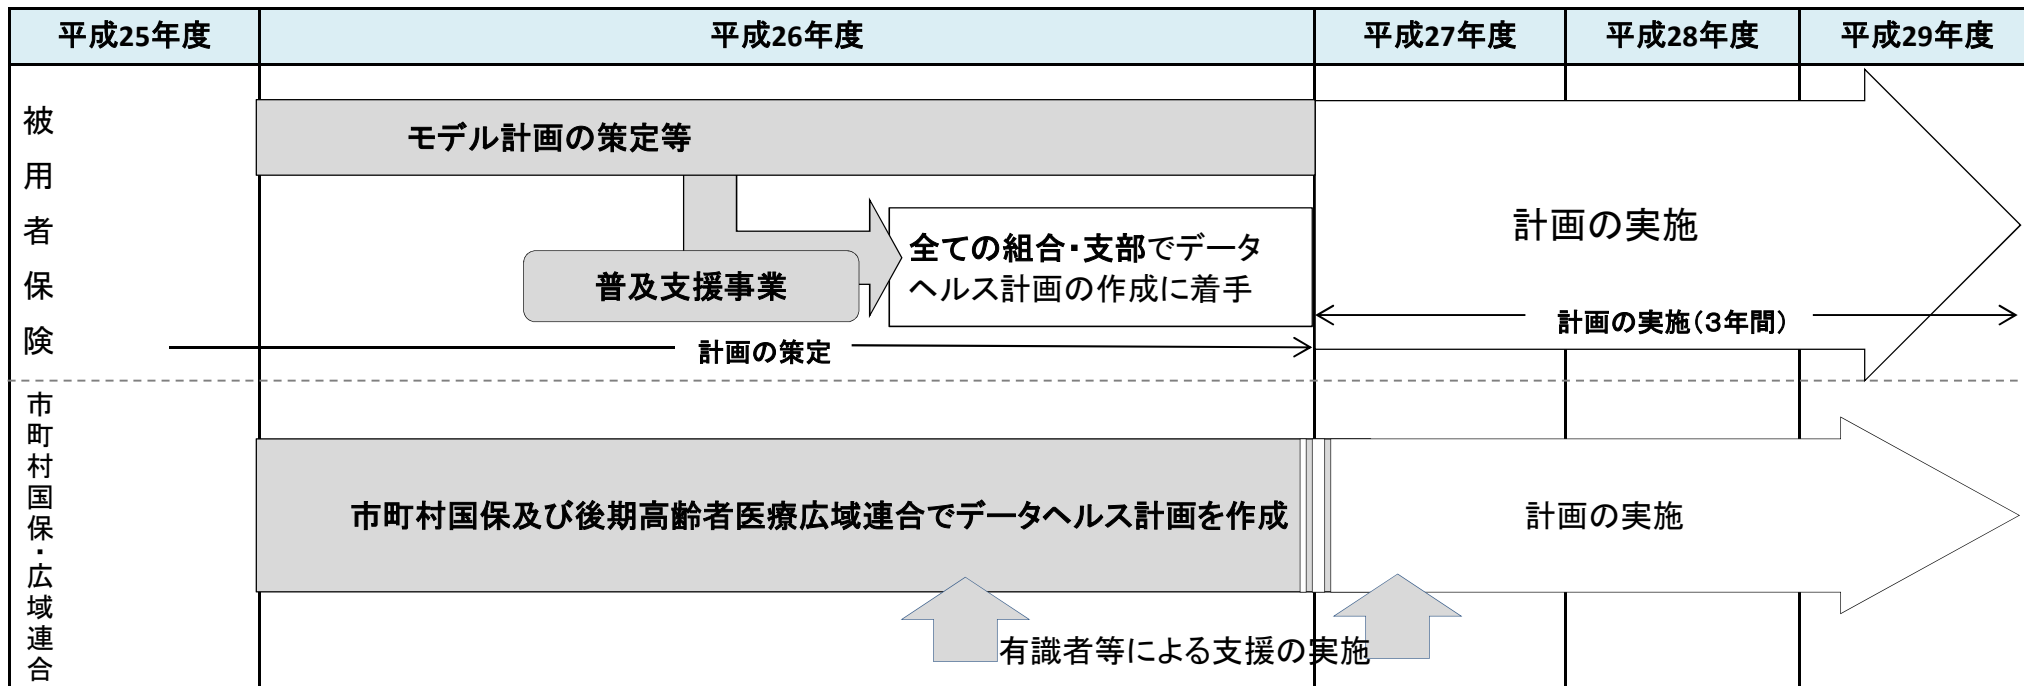 平成25年度
平成26年度
平成27年度
平成28年度
平成29年度
被用者保険
モデル計画の策定等
普及支援事業
全ての組合・支部でデータ
ヘルス計画の作成に着手
計画の実施
計画の実施(3年間)
計画の策定
市町村国保・広域連合
市町村国保及び後期高齢者医療広域連合でデータヘルス計画を作成
計画の実施
有識者等による支援の実施